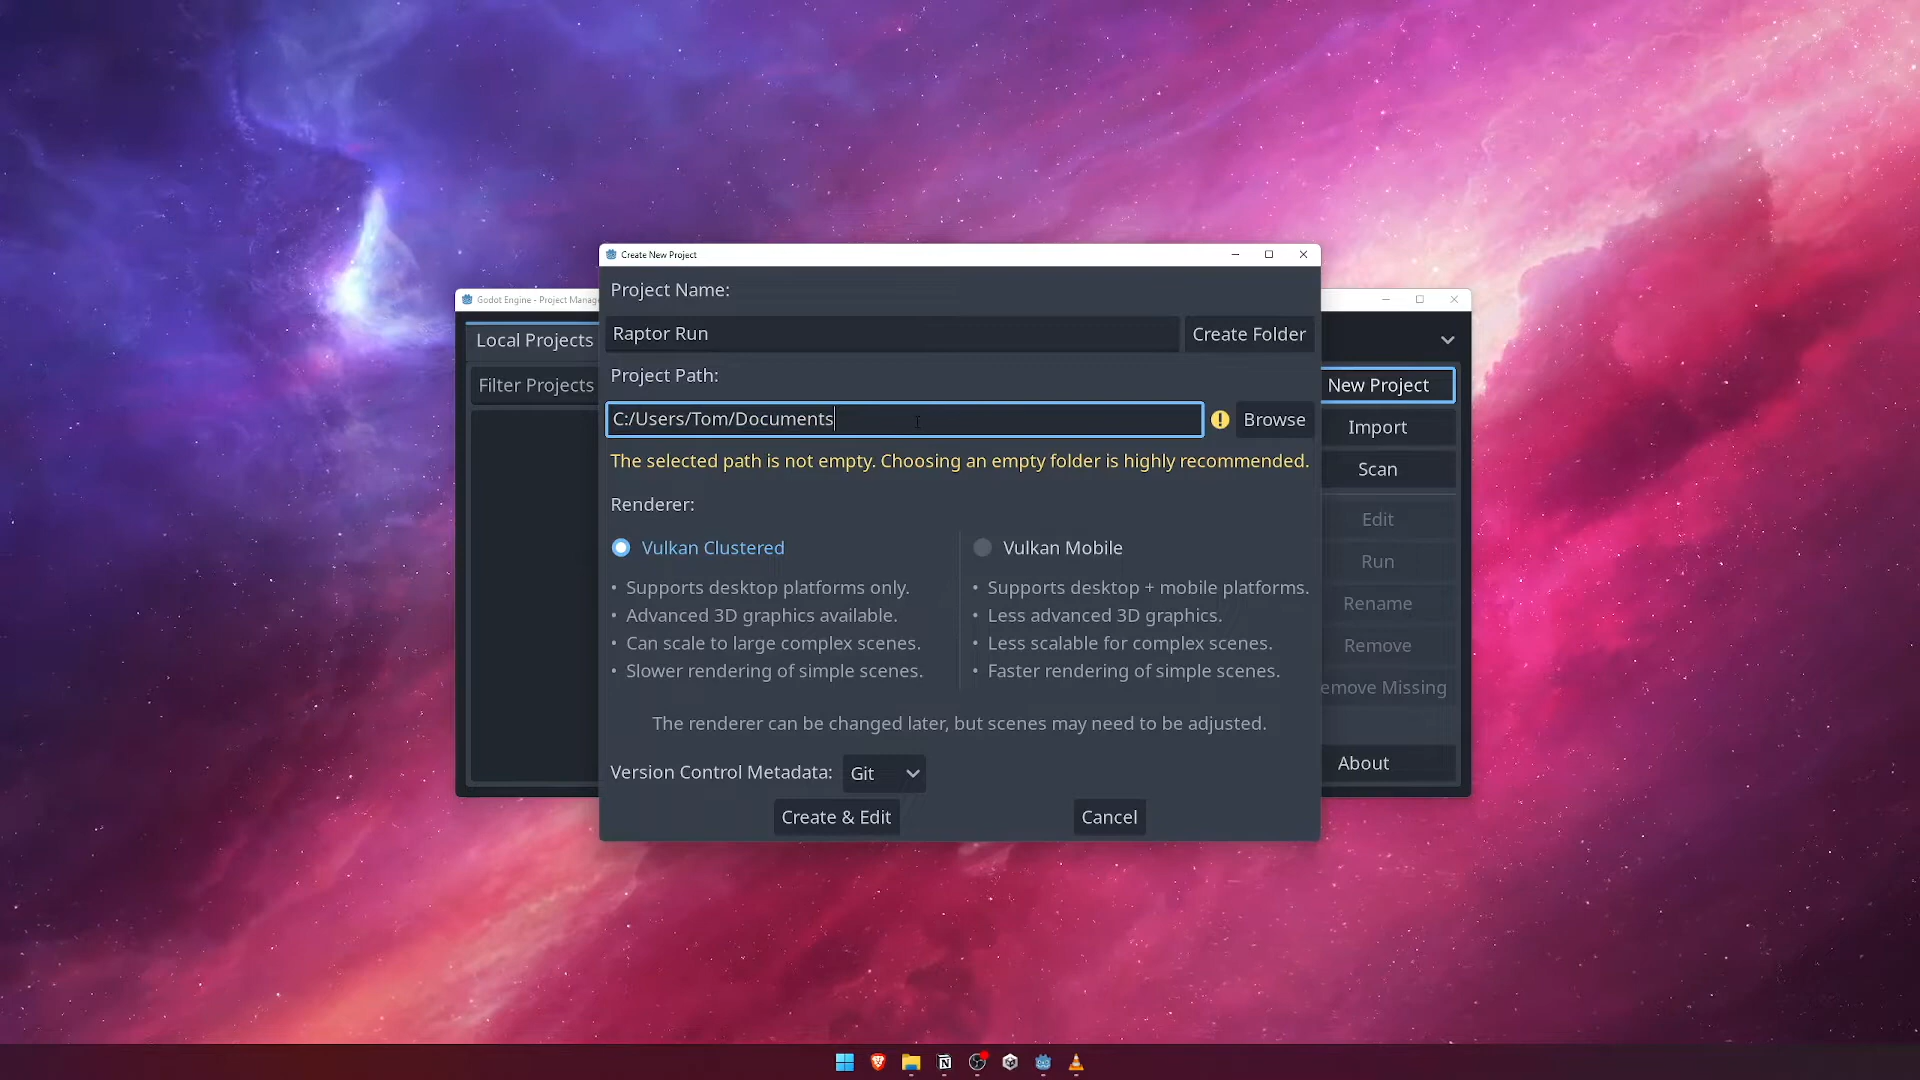 Create New Project
Project Name:
Raptor Run
Create Folder
Project Path:
C:/Users/Tom/Documents
Browse
The selected path is not empty. Choosing an empty folder is highly recommended.
Renderer:
Vulkan Clustered
• Supports desktop platforms only.
• Advanced 3D graphics available.
• Can scale to large complex scenes.
• Slower rendering of simple scenes.
Vulkan Mobile
• Supports desktop + mobile platforms.
• Less advanced 3D graphics.
• Less scalable for complex scenes.
• Faster rendering of simple scenes.
The renderer can be changed later, but scenes may need to be adjusted.
Version Control Metadata:
Git
Create & Edit
Cancel
Godot Engine - Project Manag
Local Projects
Filter Projects
New Project
Import
Scan
Edit
Run
Rename
Remove
emove Missing
About